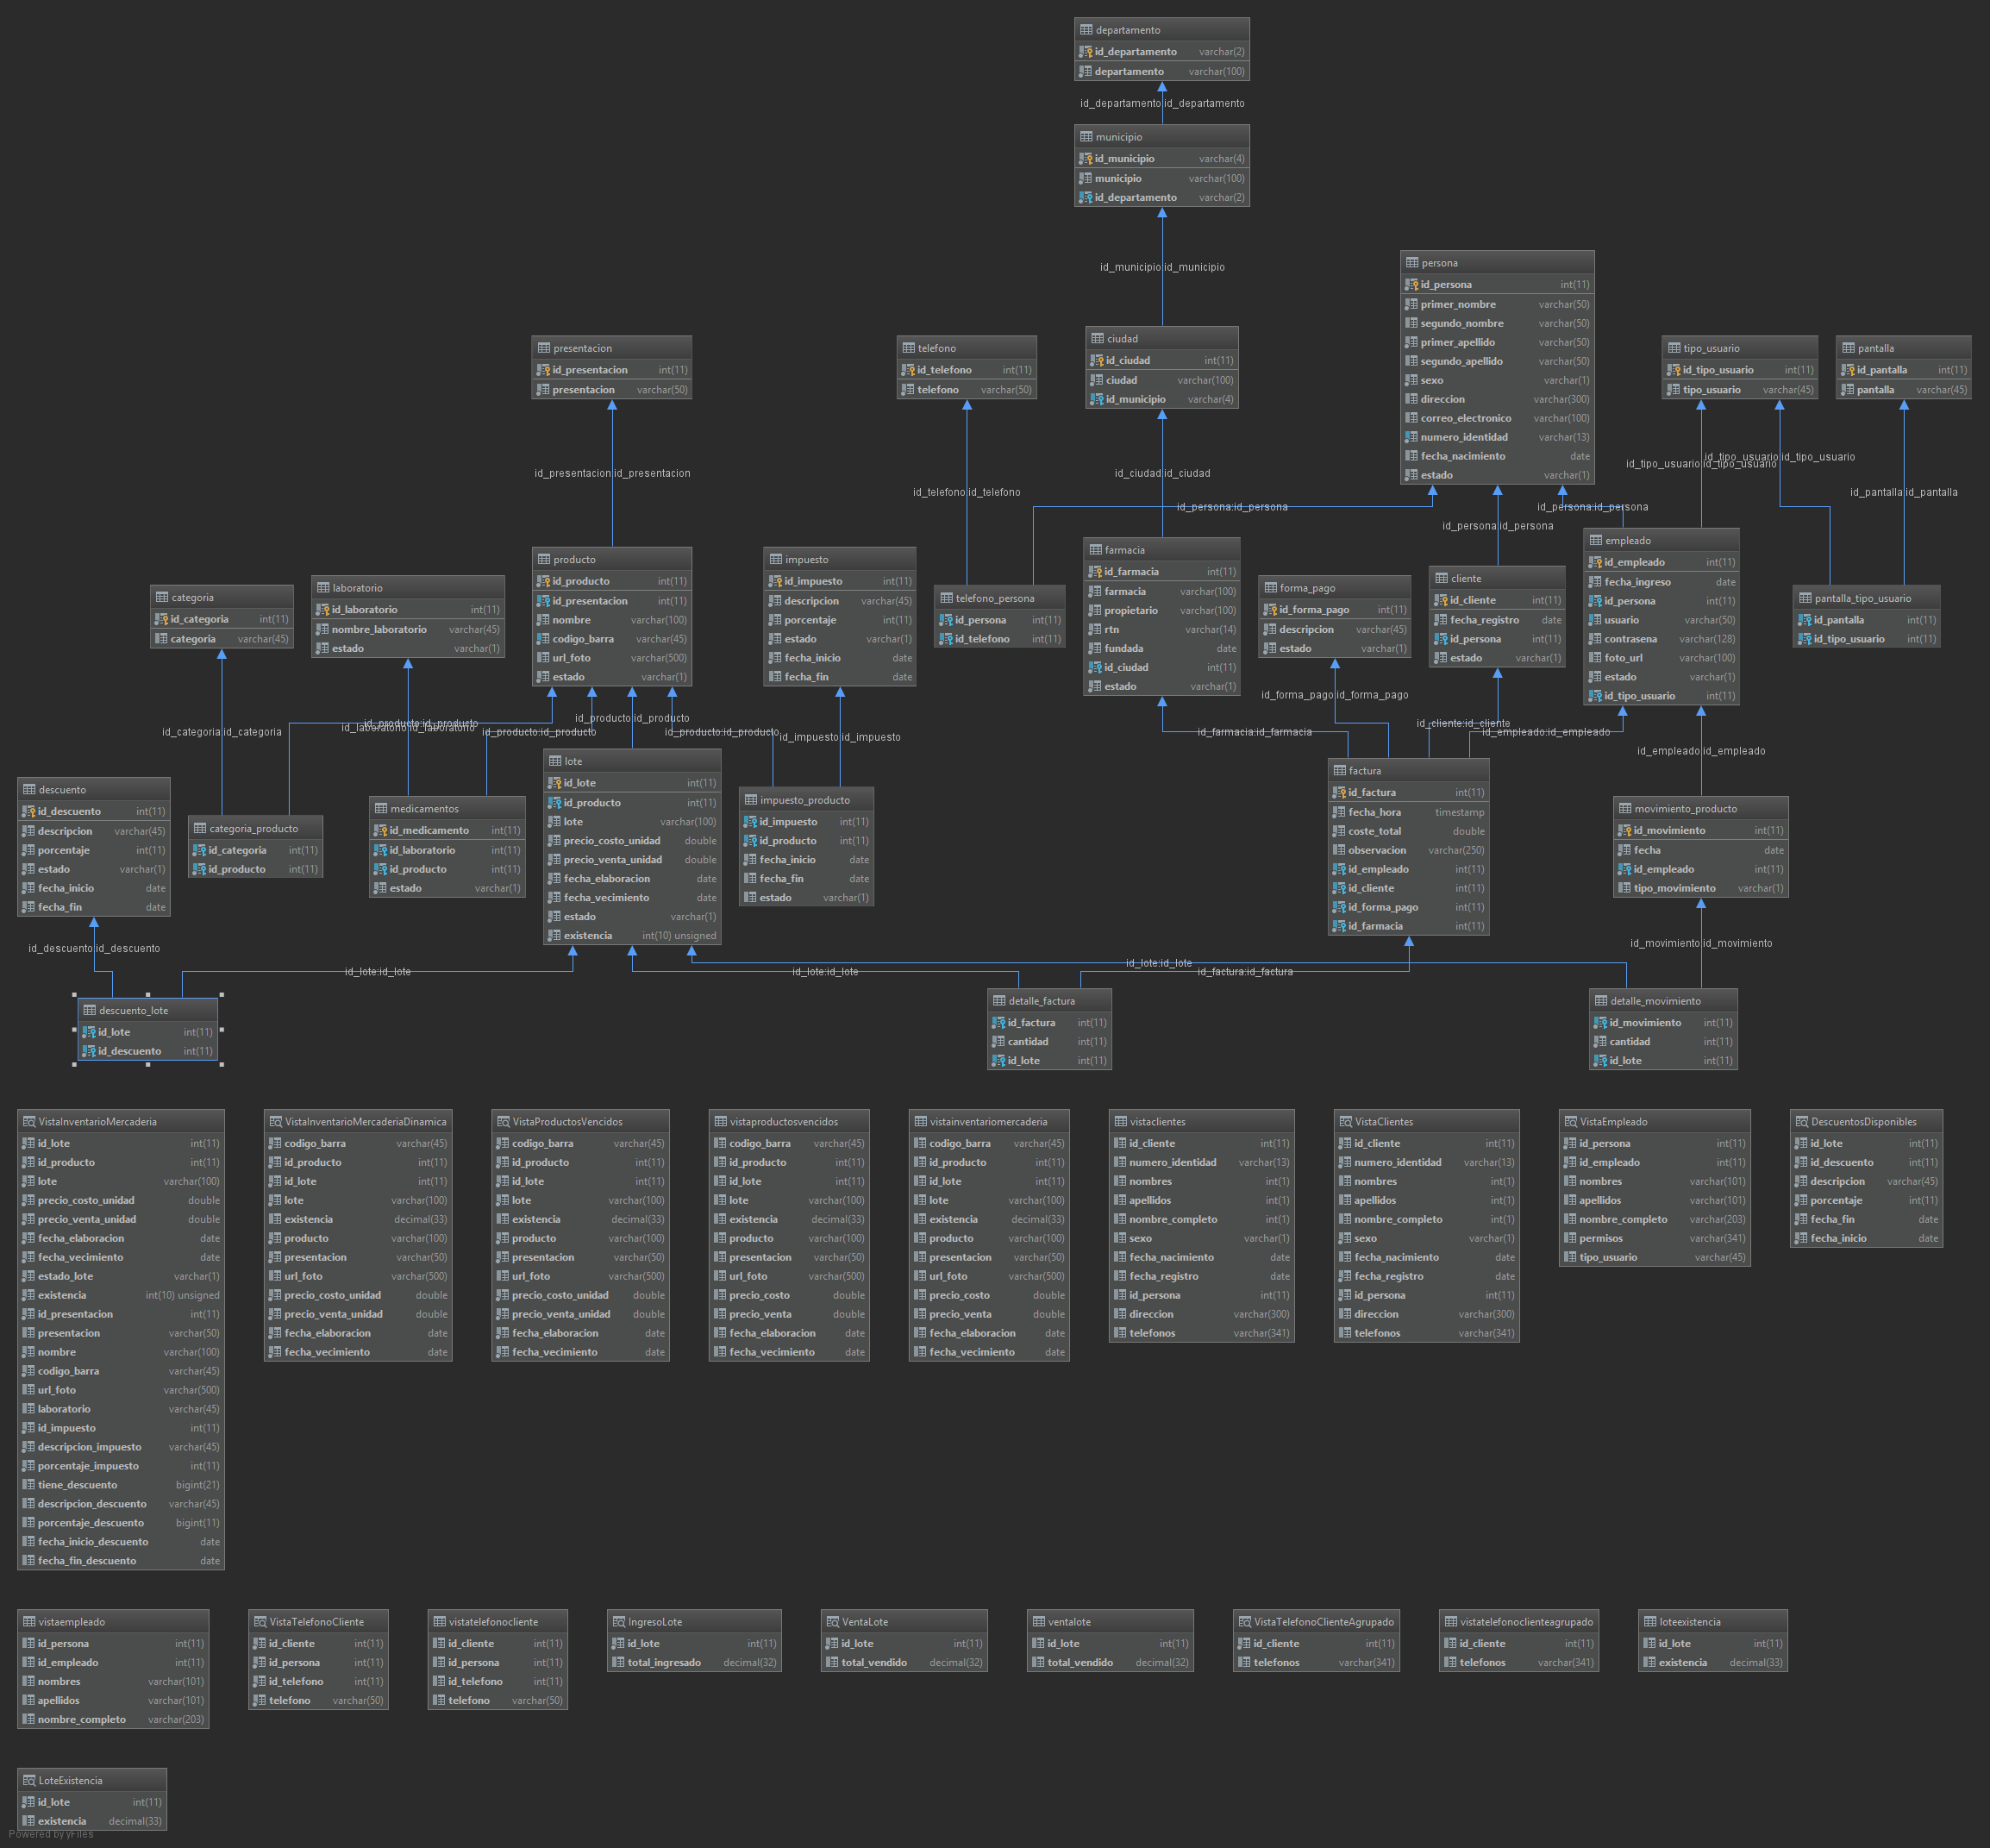 departamento
id_departamento varchar(2)
departamento varchar(100)
id_departamento:id_departamento
municipio
id_municipio varchar(4)
municipio varchar(100)
id_departamento varchar(2)
id_municipio:id_municipio
persona
id_persona int(11)
primer_nombre varchar(50)
segundo_nombre varchar(50)
primer_apellido varchar(50)
segundo_apellido varchar(50)
sexo varchar(1)
direccion varchar(300)
correo_electronico varchar(100)
numero_identidad varchar(13)
fecha_nacimiento date
estado varchar(1)
presentacion
id_presentacion int(11)
presentacion varchar(50)
telefono
id_telefono int(11)
telefono varchar(50)
ciudad
id_ciudad int(11)
ciudad varchar(100)
id_municipio varchar(4)
tipo_usuario
id_tipo_usuario int(11)
tipo_usuario varchar(45)
pantalla
id_pantalla int(11)
pantalla varchar(45)
id_presentacion:id_presentacion
id_telefono:id_telefono
id_ciudad:id_ciudad
id_persona:id_persona
id_persona:id_persona
id_persona:id_persona
id_tipo_usuario:id_tipo_usuario
id_tipo_usuario:id_tipo_usuario
id_pantalla:id_pantalla
categoria
id_categoria int(11)
categoria varchar(45)
laboratorio
id_laboratorio int(11)
nombre_laboratorio varchar(45)
estado varchar(1)
producto
id_producto int(11)
id_presentacion int(11)
nombre varchar(100)
codigo_barra varchar(45)
url_foto varchar(500)
estado varchar(1)
impuesto
id_impuesto int(11)
descripcion varchar(45)
porcentaje int(11)
estado varchar(1)
fecha_inicio date
fecha_fin date
telefono_persona
id_persona int(11)
id_telefono int(11)
farmacia
id_farmacia int(11)
farmacia varchar(100)
propietario varchar(100)
rtn varchar(14)
fundada date
id_ciudad int(11)
estado varchar(1)
forma_pago
id_forma_pago int(11)
descripcion varchar(45)
estado varchar(1)
cliente
id_cliente int(11)
fecha_registro date
id_persona int(11)
estado varchar(1)
empleado
id_empleado int(11)
fecha_ingreso date
id_persona int(11)
usuario varchar(50)
contrasena varchar(128)
foto_url varchar(100)
estado varchar(1)
id_tipo_usuario int(11)
pantalla_tipo_usuario
id_pantalla int(11)
id_tipo_usuario int(11)
id_categoria:id_categoria
id_laboratorio:id_laboratorio
id_producto:id_producto
id_producto:id_producto
id_producto:id_producto
id_producto:id_producto
id_impuesto:id_impuesto
id_farmacia:id_farmacia
id_forma_pago:id_forma_pago
id_cliente:id_cliente
id_empleado:id_empleado
id_empleado:id_empleado
descuento
id_descuento int(11)
descripcion varchar(45)
porcentaje int(11)
estado varchar(1)
fecha_inicio date
fecha_fin date
categoria_producto
id_categoria int(11)
id_producto int(11)
medicamentos
id_medicamento int(11)
id_laboratorio int(11)
id_producto int(11)
estado varchar(1)
lote
id_lote int(11)
id_producto int(11)
lote varchar(100)
precio_costo_unidad double
precio_venta_unidad double
fecha_elaboracion date
fecha_vecimiento date
estado varchar(1)
existencia int(10) unsigned
impuesto_producto
id_impuesto int(11)
id_producto int(11)
fecha_inicio date
fecha_fin date
estado varchar(1)
factura
id_factura int(11)
fecha_hora timestamp
coste_total double
observacion varchar(250)
id_empleado int(11)
id_cliente int(11)
id_forma_pago int(11)
id_farmacia int(11)
movimiento_producto
id_movimiento int(11)
fecha date
id_empleado int(11)
tipo_movimiento varchar(1)
id_descuento:id_descuento
id_lote:id_lote
id_lote:id_lote
id_lote:id_lote
id_factura:id_factura
id_movimiento:id_movimiento
descuento_lote
id_lote int(11)
id_descuento int(11)
detalle_factura
id_factura int(11)
cantidad int(11)
id_lote int(11)
detalle_movimiento
id_movimiento int(11)
cantidad int(11)
id_lote int(11)
VistaInventarioMercaderia
id_lote int(11)
id_producto int(11)
lote varchar(100)
precio_costo_unidad double
precio_venta_unidad double
fecha_elaboracion date
fecha_vecimiento date
estado_lote varchar(1)
existencia int(10) unsigned
id_presentacion int(11)
presentacion varchar(50)
nombre varchar(100)
codigo_barra varchar(45)
url_foto varchar(500)
laboratorio varchar(45)
id_impuesto int(11)
descripcion_impuesto varchar(45)
porcentaje_impuesto int(11)
tiene_descuento bigint(21)
descripcion_descuento varchar(45)
porcentaje_descuento bigint(11)
fecha_inicio_descuento date
fecha_fin_descuento date
VistaInventarioMercaderiaDinamica
codigo_barra varchar(45)
id_producto int(11)
id_lote int(11)
lote varchar(100)
existencia decimal(33)
producto varchar(100)
presentacion varchar(50)
url_foto varchar(500)
precio_costo_unidad double
precio_venta_unidad double
fecha_elaboracion date
fecha_vecimiento date
VistaProductosVencidos
codigo_barra varchar(45)
id_producto int(11)
id_lote int(11)
lote varchar(100)
existencia decimal(33)
producto varchar(100)
presentacion varchar(50)
url_foto varchar(500)
precio_costo_unidad double
precio_venta_unidad double
fecha_elaboracion date
fecha_vecimiento date
vistaproductosvencidos
codigo_barra varchar(45)
id_producto int(11)
id_lote int(11)
lote varchar(100)
existencia decimal(33)
producto varchar(100)
presentacion varchar(50)
url_foto varchar(500)
precio_costo double
precio_venta double
fecha_elaboracion date
fecha_vecimiento date
vistainventariomercaderia
codigo_barra varchar(45)
id_producto int(11)
id_lote int(11)
lote varchar(100)
existencia decimal(33)
producto varchar(100)
presentacion varchar(50)
url_foto varchar(500)
precio_costo double
precio_venta double
fecha_elaboracion date
fecha_vecimiento date
vistaclientes
id_cliente int(11)
numero_identidad varchar(13)
nombres int(1)
apellidos int(1)
nombre_completo int(1)
sexo varchar(1)
fecha_nacimiento date
fecha_registro date
id_persona int(11)
direccion varchar(300)
telefonos varchar(341)
VistaClientes
id_cliente int(11)
numero_identidad varchar(13)
nombres int(1)
apellidos int(1)
nombre_completo int(1)
sexo varchar(1)
fecha_nacimiento date
fecha_registro date
id_persona int(11)
direccion varchar(300)
telefonos varchar(341)
VistaEmpleado
id_persona int(11)
id_empleado int(11)
nombres varchar(101)
apellidos varchar(101)
nombre_completo varchar(203)
permisos varchar(341)
tipo_usuario varchar(45)
DescuentosDisponibles
id_lote int(11)
id_descuento int(11)
descripcion varchar(45)
porcentaje int(11)
fecha_fin date
fecha_inicio date
vistaempleado
id_persona int(11)
id_empleado int(11)
nombres varchar(101)
apellidos varchar(101)
nombre_completo varchar(203)
VistaTelefonoCliente
id_cliente int(11)
id_persona int(11)
id_telefono int(11)
telefono varchar(50)
vistatelefonocliente
id_cliente int(11)
id_persona int(11)
id_telefono int(11)
telefono varchar(50)
IngresoLote
id_lote int(11)
total_ingresado decimal(32)
VentaLote
id_lote int(11)
total_vendido decimal(32)
ventalote
id_lote int(11)
total_vendido decimal(32)
VistaTelefonoClienteAgrupado
id_cliente int(11)
telefonos varchar(341)
vistatelefonoclienteagrupado
id_cliente int(11)
telefonos varchar(341)
loteexistencia
id_lote int(11)
existencia decimal(33)
LoteExistencia
id_lote int(11)
existencia decimal(33)
Powered by yFiles